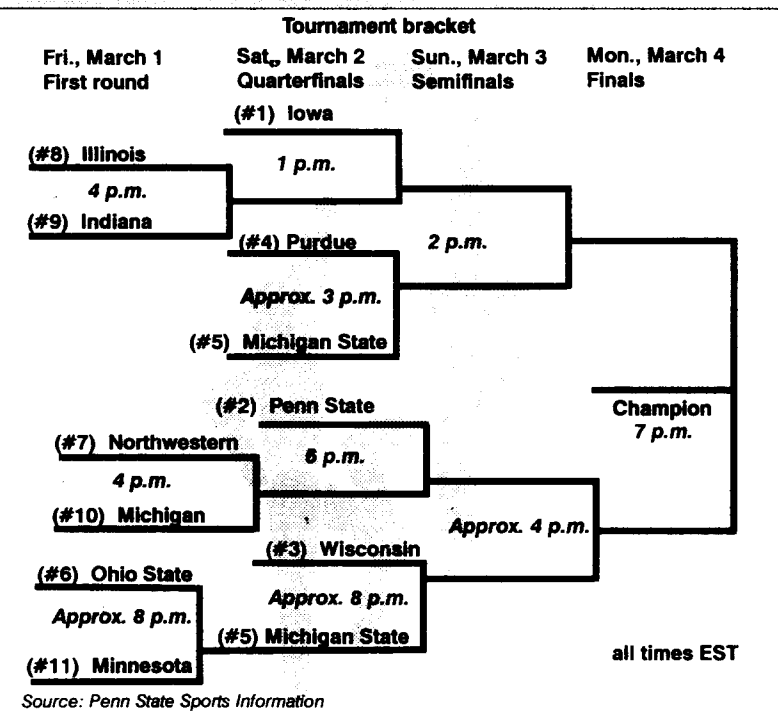 Tournament bracket
Fri., March 1
First round
Sat., March 2
Quarterfinals
Sun., March 3
Semifinals
Mon., March 4
Finals
(#1) Iowa
(#8) Illinois
1 p.m.
4 p.m.
(#9) Indiana
(#4) Purdue
2 p.m.
Approx. 3 p.m.
(#5) Michigan State
(#2) Penn State
Champion
7 p.m.
(#7) Northwestern
6 p.m.
4 p.m.
(#10) Michigan
Approx. 4 p.m.
(#3) Wisconsin
(#6) Ohio State
Approx. 8 p.m.
Approx. 8 p.m.
(#5) Michigan State
(#11) Minnesota
all times EST
Source: Penn State Sports Information